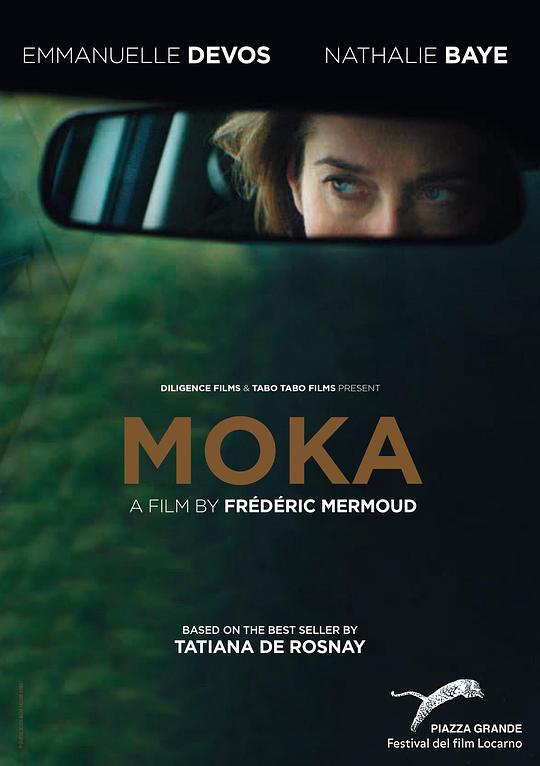 EMMANUELLE DEVOS NATHALIE BAYE
DILIGENCE FILMS & TABO TABO FILMS PRESENT
MOKA
A FILM BY FRÉDÉRIC MERMOUD
BASED ON THE BEST SELLER BY
TATIANA DE ROSNAY
PIAZZA GRANDE
Festival del film Locarno